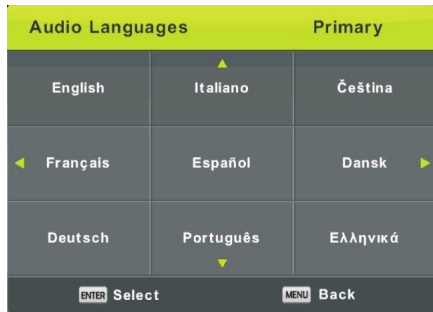 Audio Languages Primary
English Italiano Čeština
Français Español Dansk
Deutsch Português Ελληνικά
ENTER Select MENU Back